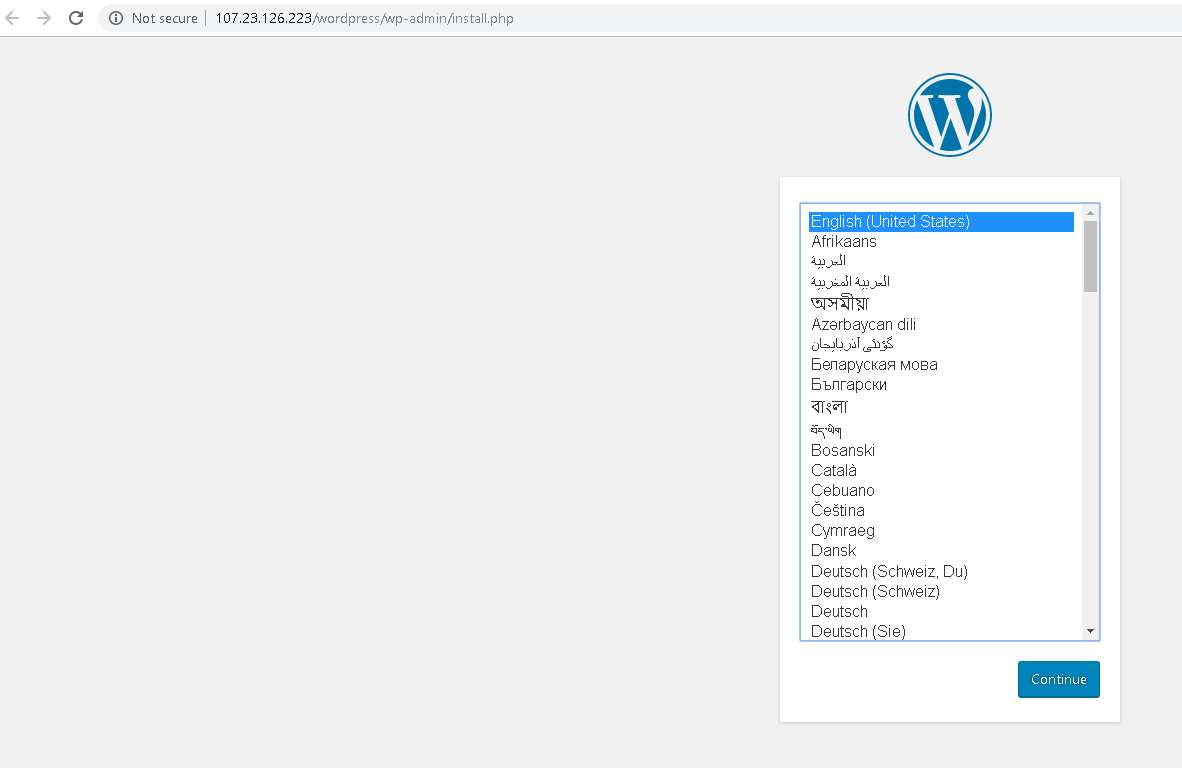 Not secure 107.23.126.223/wordpress/wp-admin/install.php
English (United States)
Afrikaans
العربية
العربية المغربية
অসমীয়া
Azərbaycan dili
گؤنئی آذربایجان
Беларуская мова
Български
বাংলা
བོད་ཡིག
Bosanski
Català
Cebuano
Čeština
Cymraeg
Dansk
Deutsch (Schweiz, Du)
Deutsch (Schweiz)
Deutsch
Deutsch (Sie)
Continue